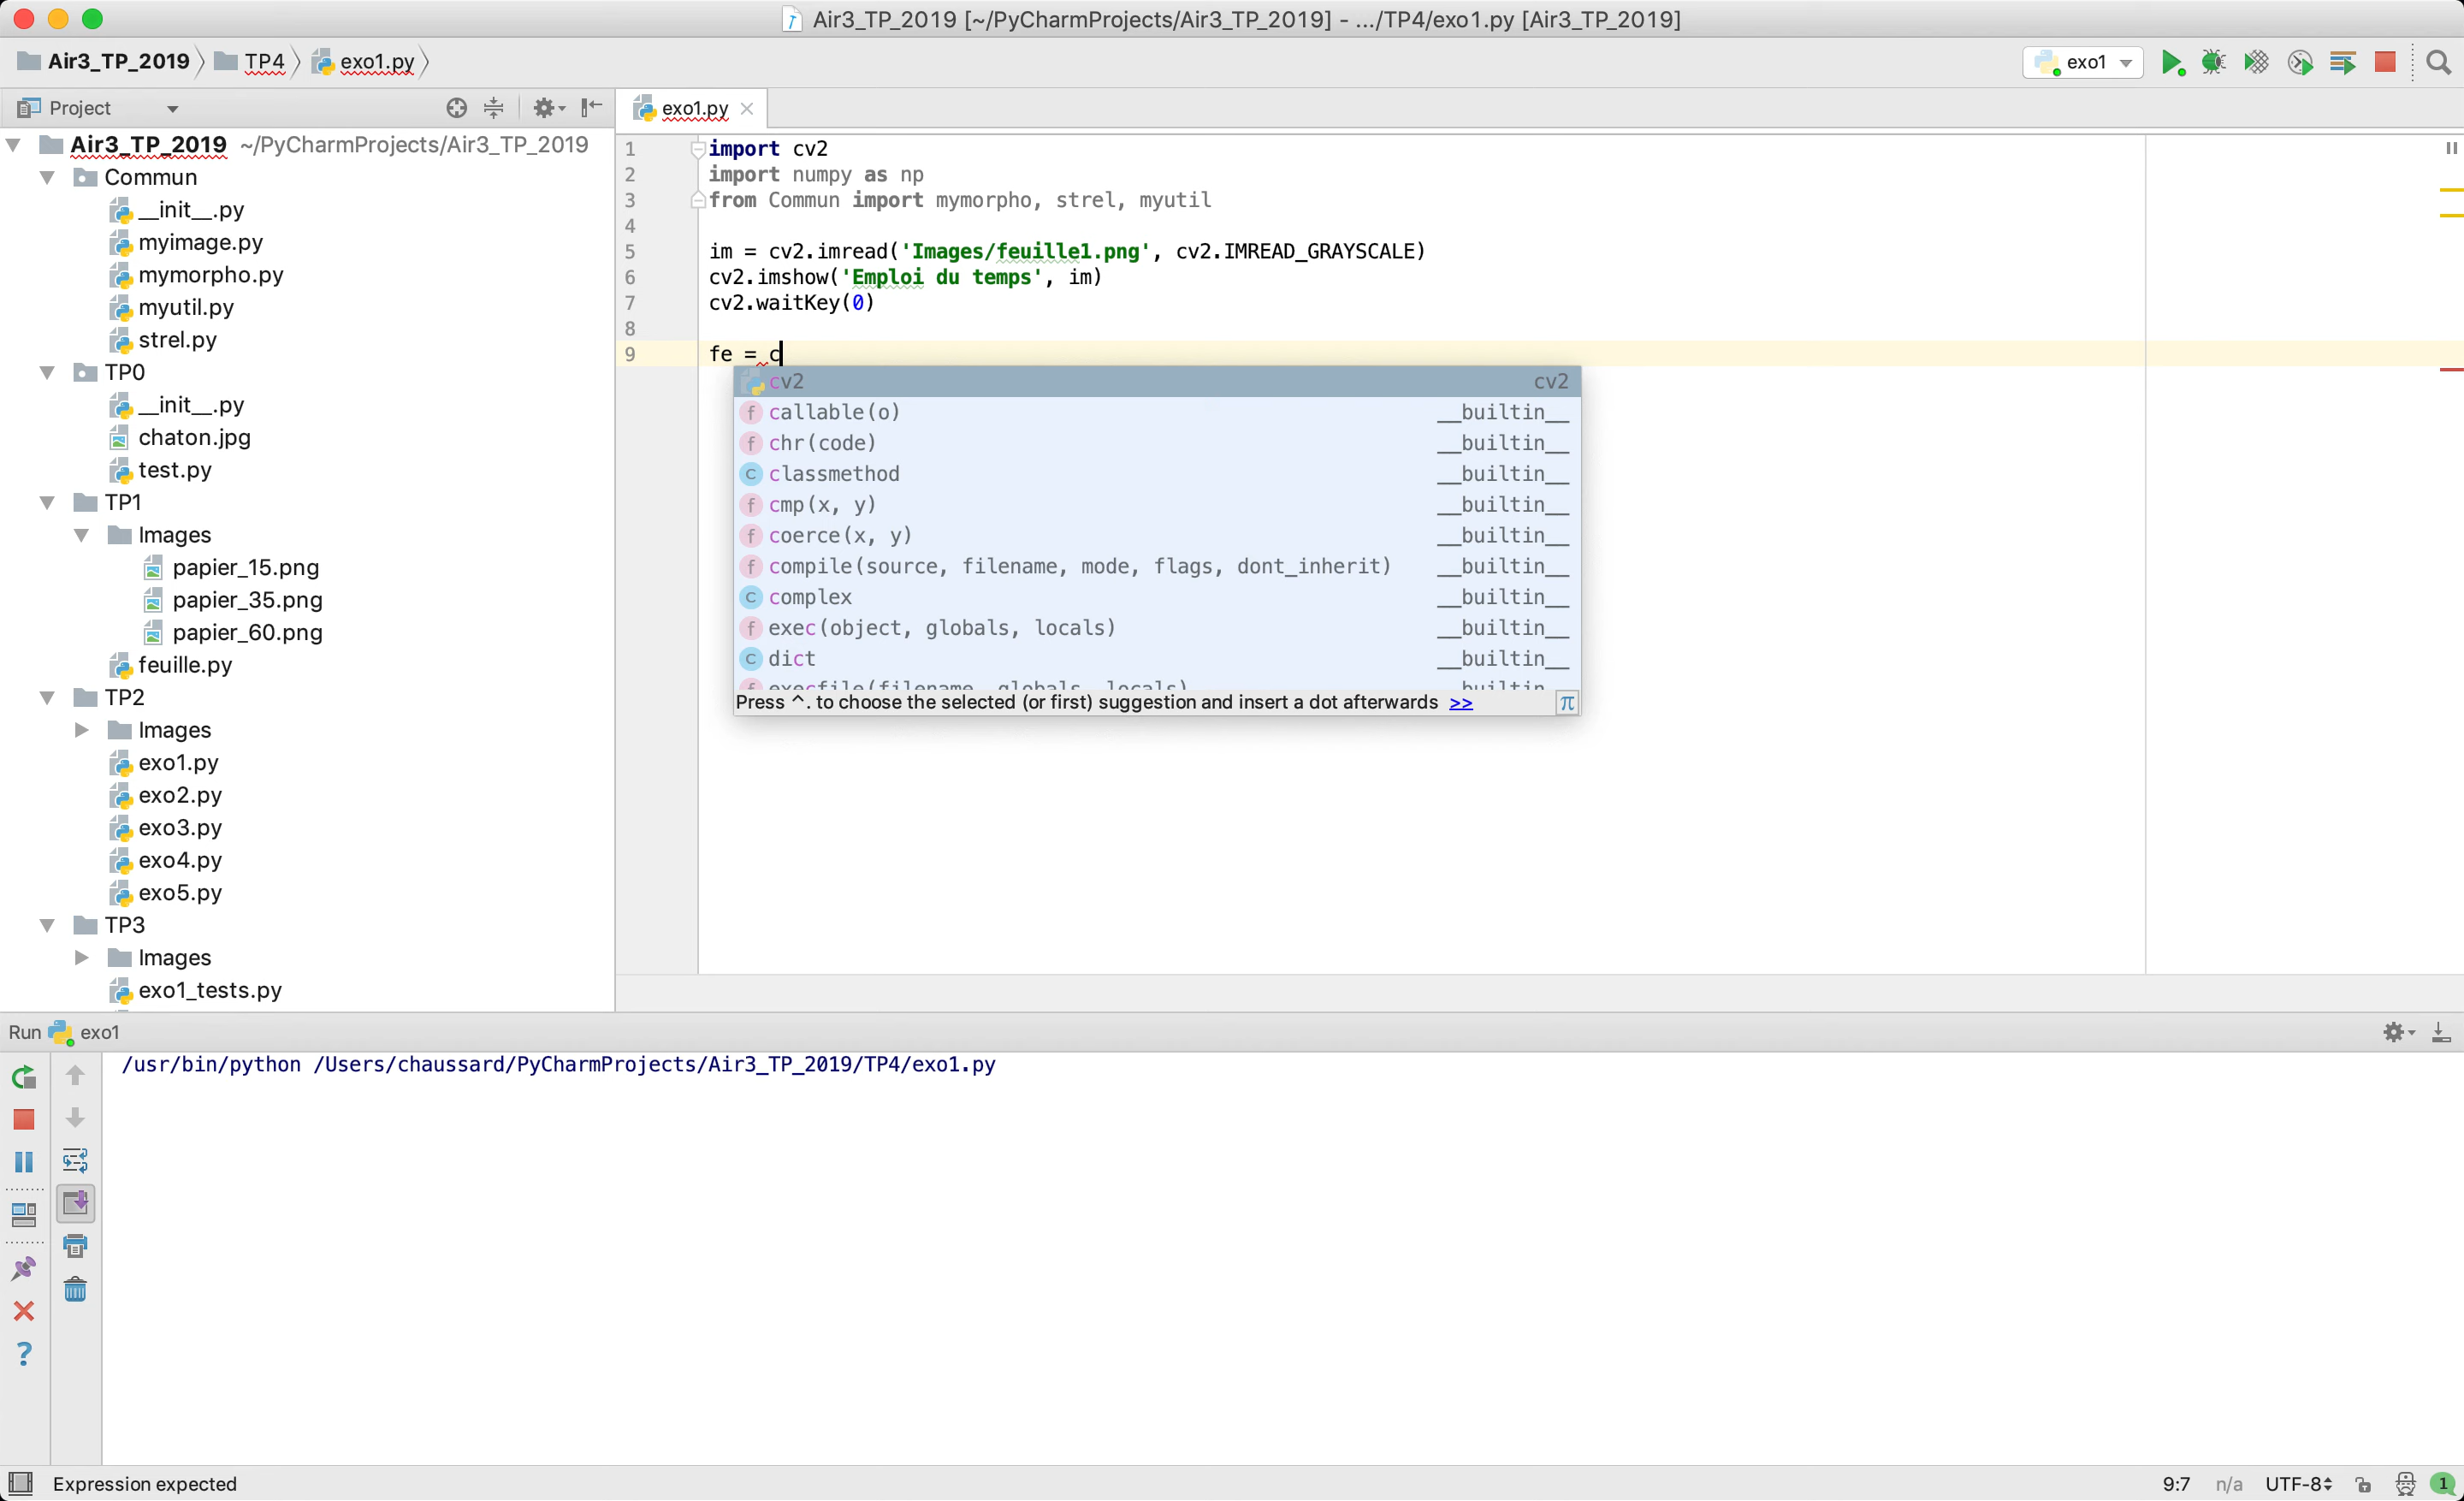 Air3_TP_2019 [~/PyCharmProjects/Air3_TP_2019] - .../TP4/exo1.py [Air3_TP_2019]
Air3_TP_2019 TP4 exo1.py
exo1
Project
exo1.py
Air3_TP_2019 ~/PyCharmProjects/Air3_TP_2019
Commun
__init__.py
myimage.py
mymorpho.py
myutil.py
strel.py
TP0
__init__.py
chaton.jpg
test.py
TP1
Images
papier_15.png
papier_35.png
papier_60.png
feuille.py
TP2
Images
exo1.py
exo2.py
exo3.py
exo4.py
exo5.py
TP3
Images
exo1_tests.py
1 import cv2
2 import numpy as np
3 from Commun import mymorpho, strel, myutil
4
5 im = cv2.imread('Images/feuille1.png', cv2.IMREAD_GRAYSCALE)
6 cv2.imshow('Emploi du temps', im)
7 cv2.waitKey(0)
8
9 fe = c
cv2 cv2
f callable(o) __builtin__
f chr(code) __builtin__
C classmethod __builtin__
f cmp(x, y) __builtin__
f coerce(x, y) __builtin__
f compile(source, filename, mode, flags, dont_inherit) __builtin__
C complex __builtin__
f exec(object, globals, locals) __builtin__
C dict __builtin__
f execfile(filename, globals, locals) __builtin__
Press ^. to choose the selected (or first) suggestion and insert a dot afterwards >> π
Run exo1
/usr/bin/python /Users/chaussard/PyCharmProjects/Air3_TP_2019/TP4/exo1.py
?
Expression expected
9:7 n/a UTF-8 1